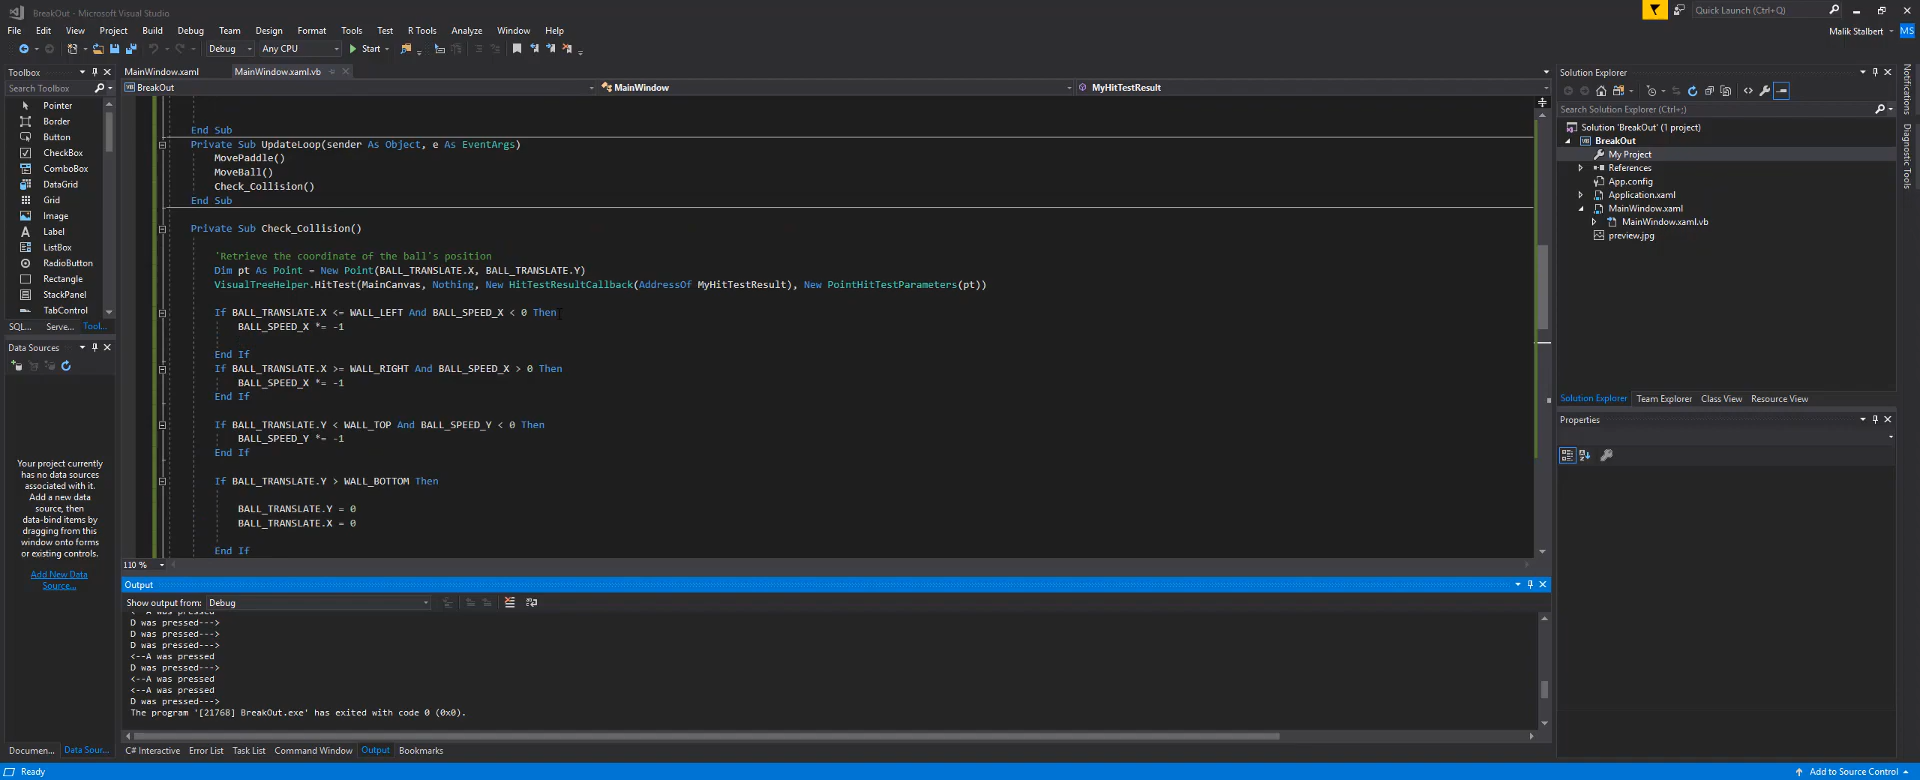 BreakOut - Microsoft Visual Studio
Quick Launch (Ctrl+Q)
File Edit View Project Build Debug Team Design Format Tools Test R Tools Analyze Window Help
Malik Stalbert MS
Debug Any CPU Start
Toolbox
Search Toolbox
Pointer
Border
Button
CheckBox
ComboBox
DataGrid
Grid
Image
Label
ListBox
RadioButton
Rectangle
StackPanel
TabControl
SQL... Serve... Tool...
Data Sources
Your project currently
has no data sources
associated with it.
Add a new data
source, then
data-bind items by
dragging from this
window onto forms
or existing controls.
Add New Data
Source...
Documen... Data Sour...
MainWindow.xaml MainWindow.xaml.vb
BreakOut MainWindow MyHitTestResult
End Sub
Private Sub UpdateLoop(sender As Object, e As EventArgs)
MovePaddle()
MoveBall()
Check_Collision()
End Sub
Private Sub Check_Collision()
'Retrieve the coordinate of the ball's position
Dim pt As Point = New Point(BALL_TRANSLATE.X, BALL_TRANSLATE.Y)
VisualTreeHelper.HitTest(MainCanvas, Nothing, New HitTestResultCallback(AddressOf MyHitTestResult), New PointHitTestParameters(pt))
If BALL_TRANSLATE.X <= WALL_LEFT And BALL_SPEED_X < 0 Then
BALL_SPEED_X *= -1
End If
If BALL_TRANSLATE.X >= WALL_RIGHT And BALL_SPEED_X > 0 Then
BALL_SPEED_X *= -1
End If
If BALL_TRANSLATE.Y < WALL_TOP And BALL_SPEED_Y < 0 Then
BALL_SPEED_Y *= -1
End If
If BALL_TRANSLATE.Y > WALL_BOTTOM Then
BALL_TRANSLATE.Y = 0
BALL_TRANSLATE.X = 0
End If
110 %
Output
Show output from: Debug
<--A was pressed
D was pressed--->
D was pressed--->
D was pressed--->
<--A was pressed
D was pressed--->
<--A was pressed
<--A was pressed
D was pressed--->
The program '[21768] BreakOut.exe' has exited with code 0 (0x0).
C# Interactive Error List Task List Command Window Output Bookmarks
Solution Explorer
Search Solution Explorer (Ctrl+;)
Solution 'BreakOut' (1 project)
BreakOut
My Project
References
App.config
Application.xaml
MainWindow.xaml
MainWindow.xaml.vb
preview.jpg
Solution Explorer Team Explorer Class View Resource View
Properties
Notifications
Diagnostic Tools
Ready
Add to Source Control